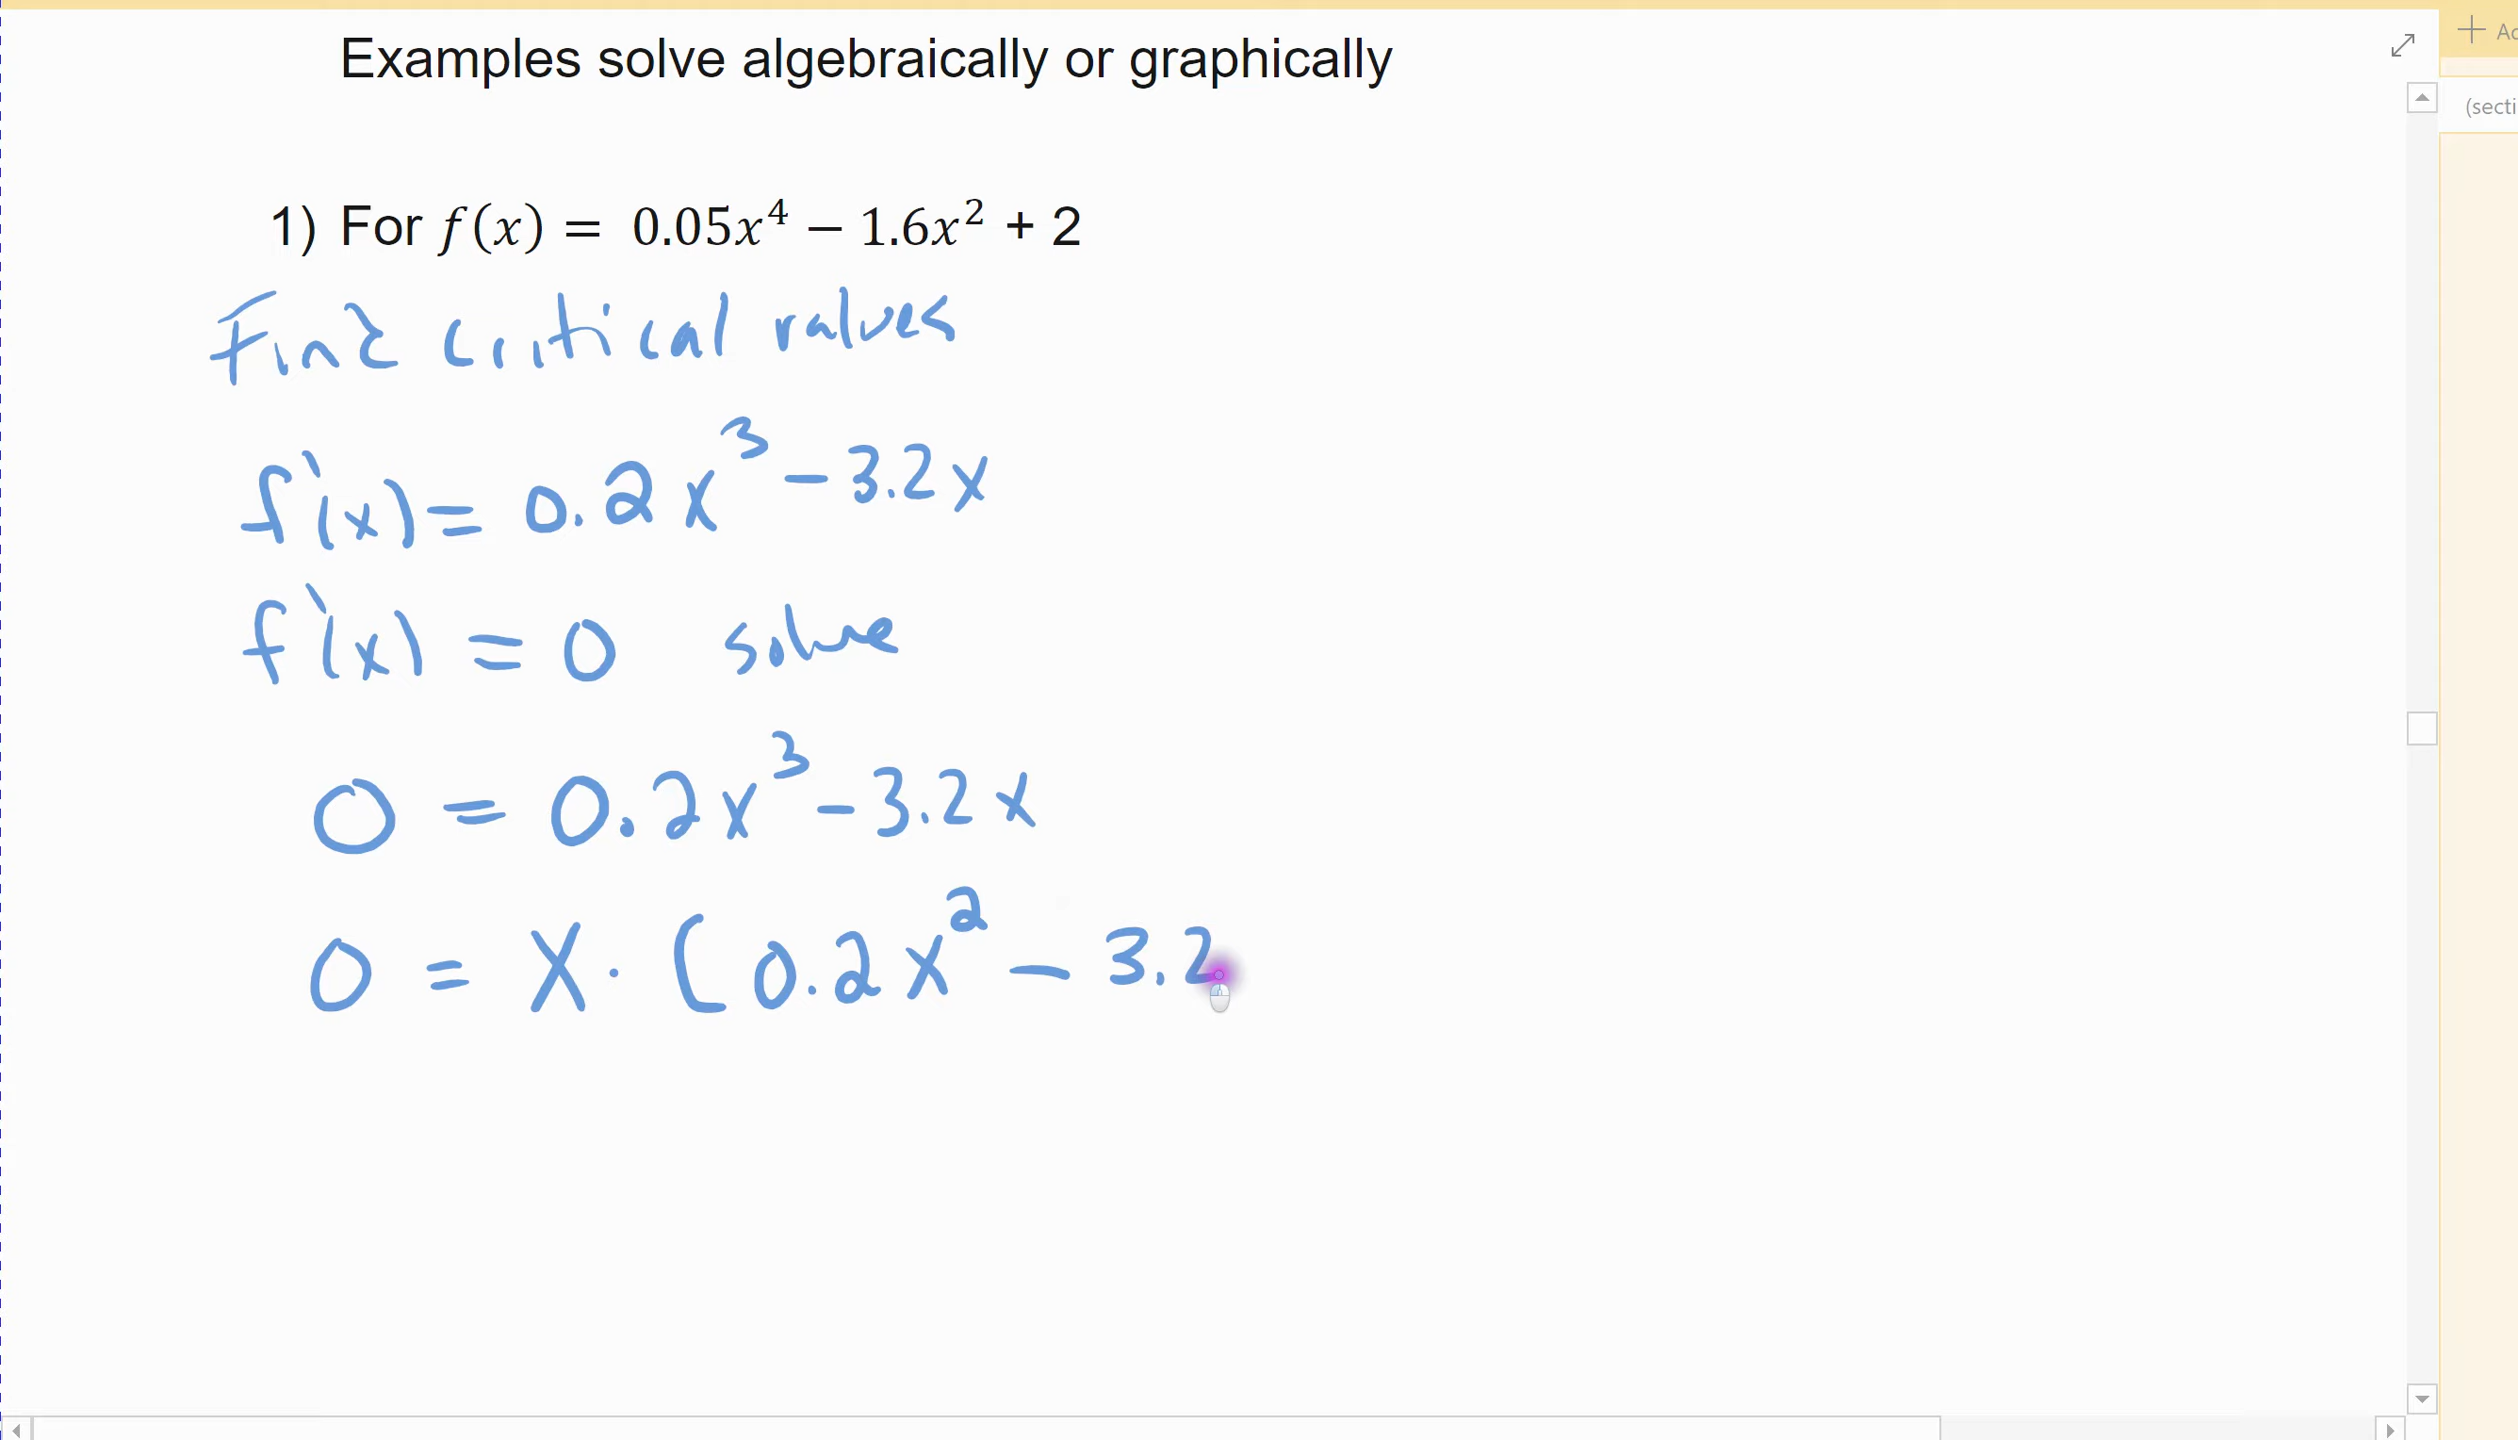 Examples solve algebraically or graphically
(secti
1) For f(x) = 0.05x⁴ − 1.6x² + 2
Find critical values
f'(x) = 0.2x³ − 3.2x
f'(x) = 0 solve
0 = 0.2x³ − 3.2x
0 = x · (0.2x² − 3.2